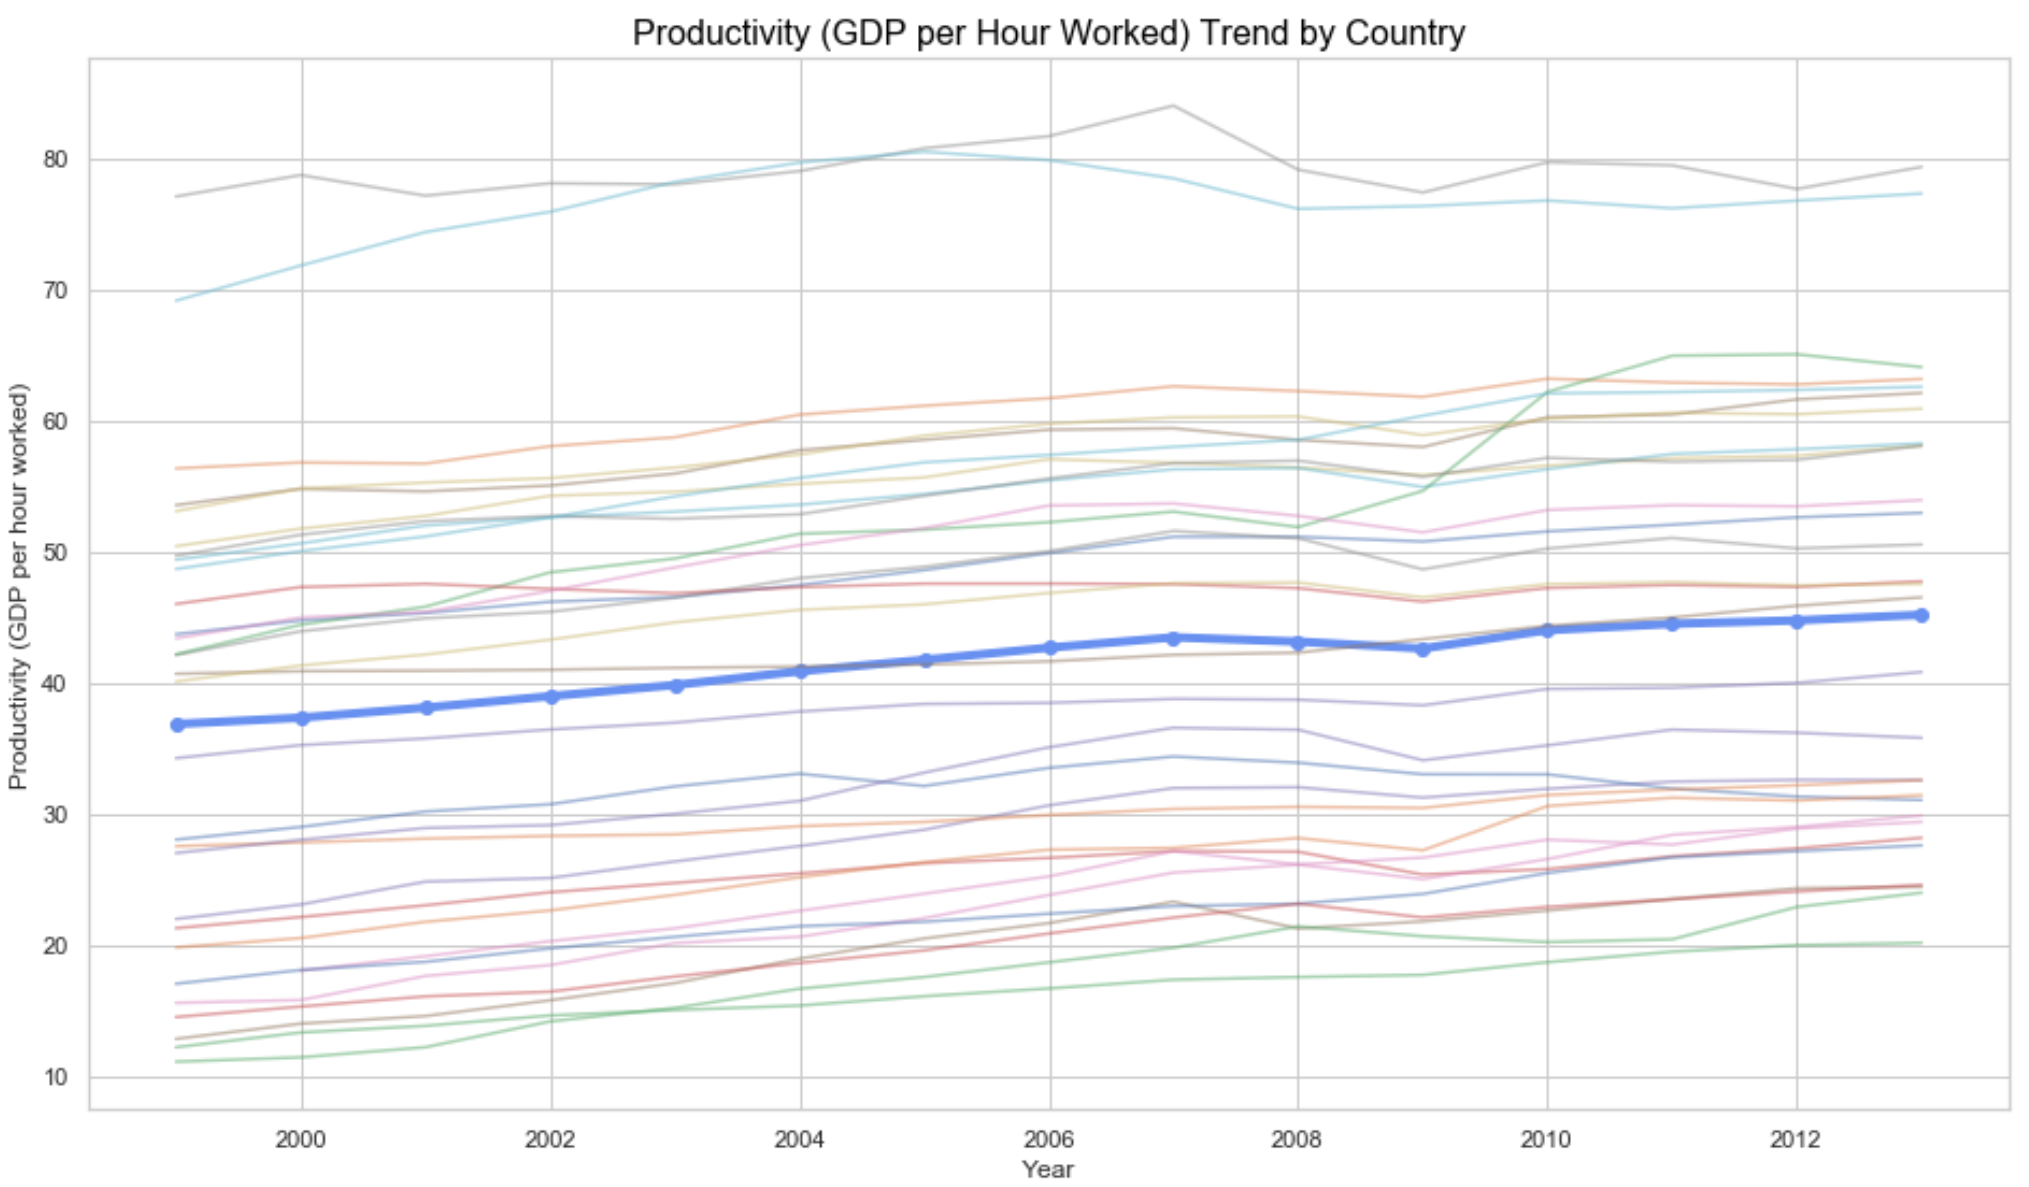 Productivity (GDP per Hour Worked) Trend by Country
Productivity (GDP per hour worked)
80
70
60
50
40
30
20
10
2000 2002 2004 2006 2008 2010 2012
Year